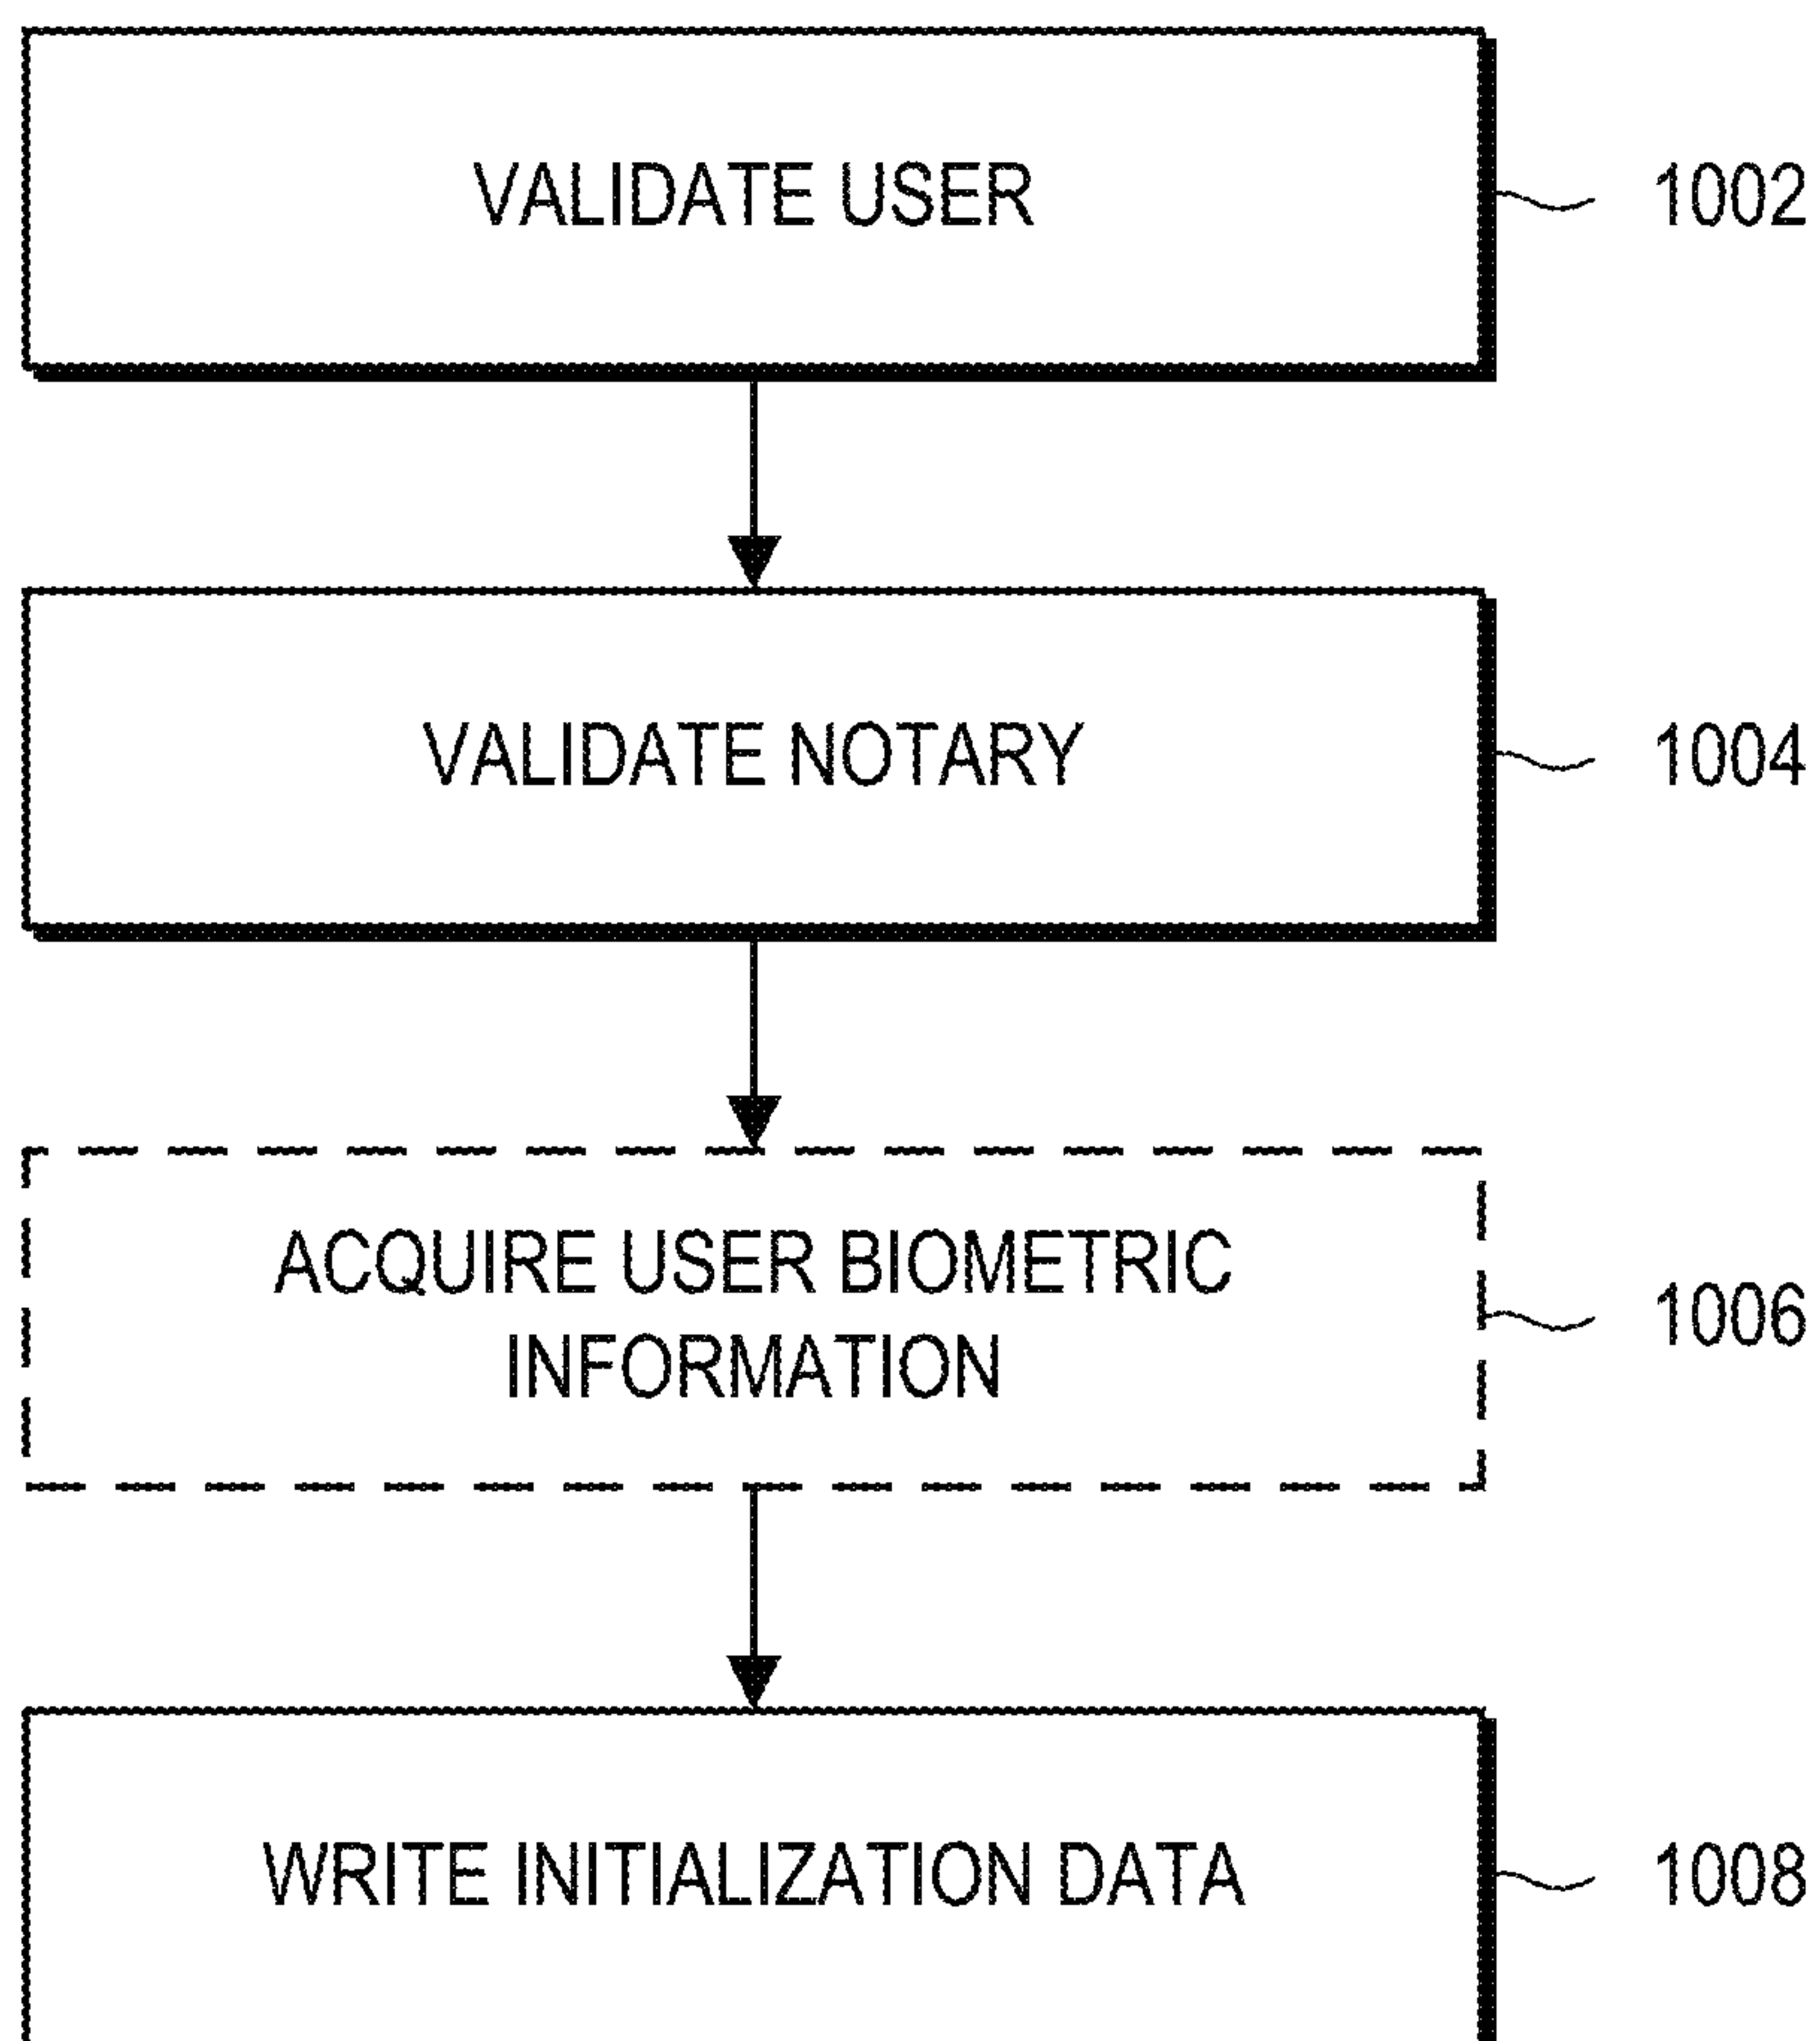 VALIDATE USER
1002
VALIDATE NOTARY
1004
ACQUIRE USER BIOMETRIC
INFORMATION
1006
WRITE INITIALIZATION DATA
1008